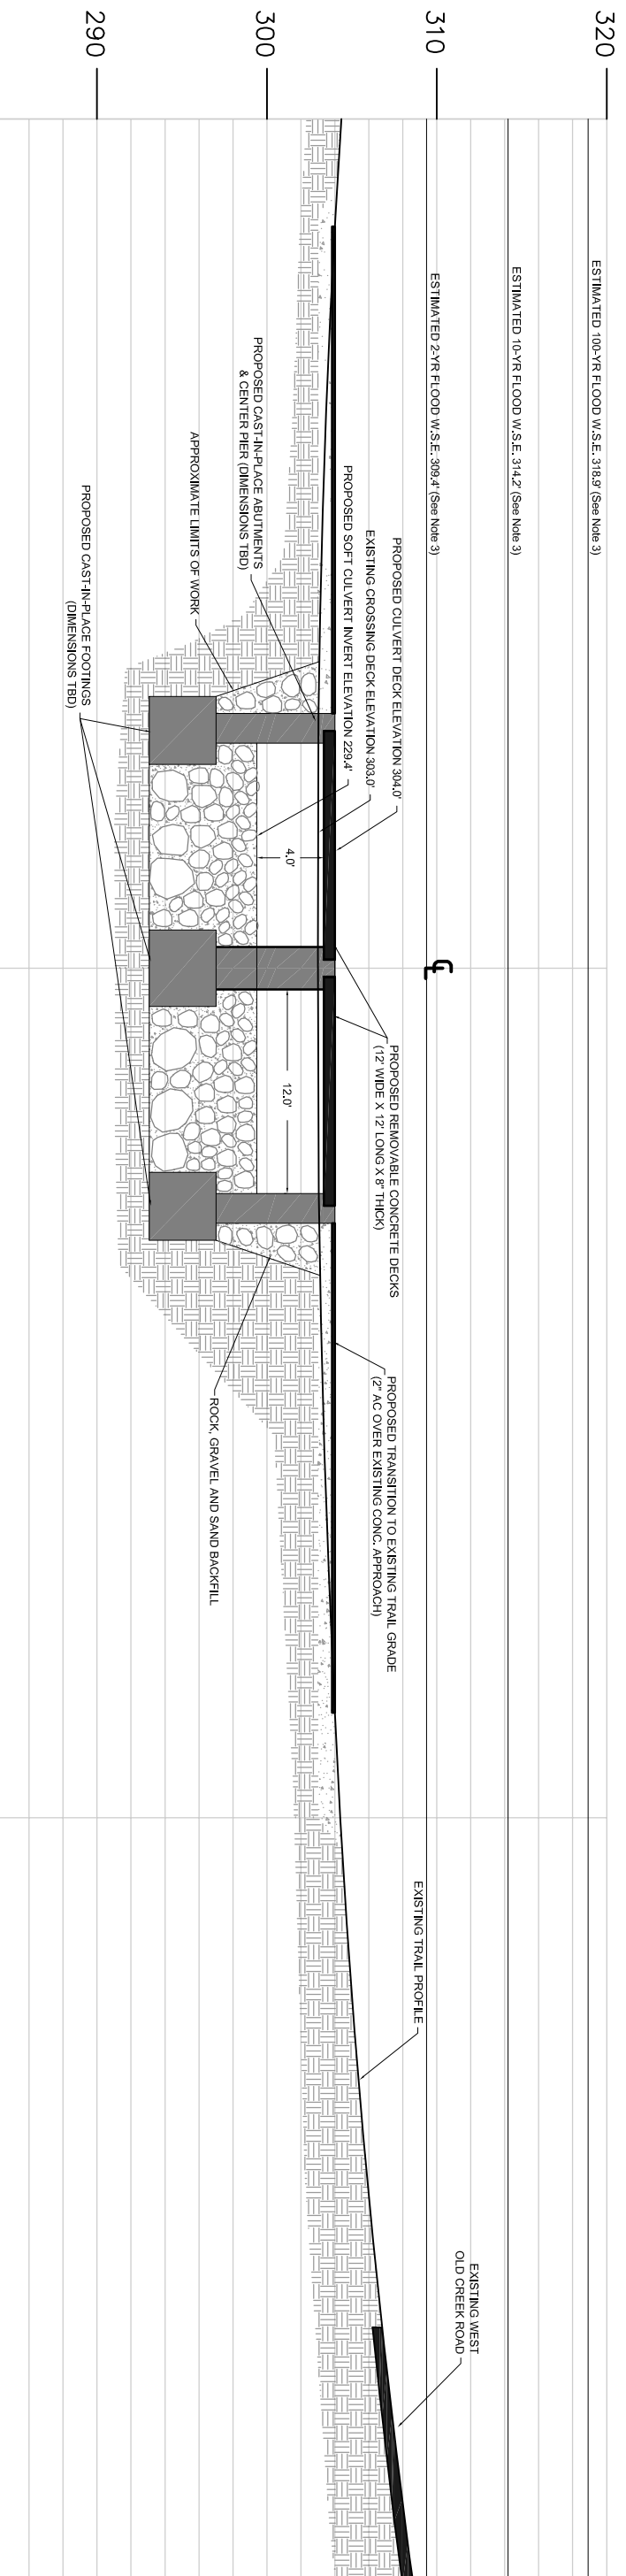 320
310
300
290
ESTIMATED 100-YR FLOOD W.S.E. 318.9' (See Note 3)
ESTIMATED 10-YR FLOOD W.S.E. 314.2' (See Note 3)
ESTIMATED 2-YR FLOOD W.S.E. 309.4' (See Note 3)
PROPOSED CULVERT DECK ELEVATION 304.0'
EXISTING CROSSING DECK ELEVATION 303.0'
PROPOSED SOFT CULVERT INVERT ELEVATION 229.4'
PROPOSED CAST-IN-PLACE ABUTMENTS
& CENTER PIER (DIMENSIONS TBD)
APPROXIMATE LIMITS OF WORK
PROPOSED CAST-IN-PLACE FOOTINGS
(DIMENSIONS TBD)
4.0'
12.0'
PROPOSED REMOVABLE CONCRETE DECKS
(12' WIDE X 12' LONG X 8" THICK)
PROPOSED TRANSITION TO EXISTING TRAIL GRADE
(2" AC OVER EXISTING CONC. APPROACH)
ROCK, GRAVEL AND SAND BACKFILL
EXISTING TRAIL PROFILE
EXISTING WEST
OLD CREEK ROAD